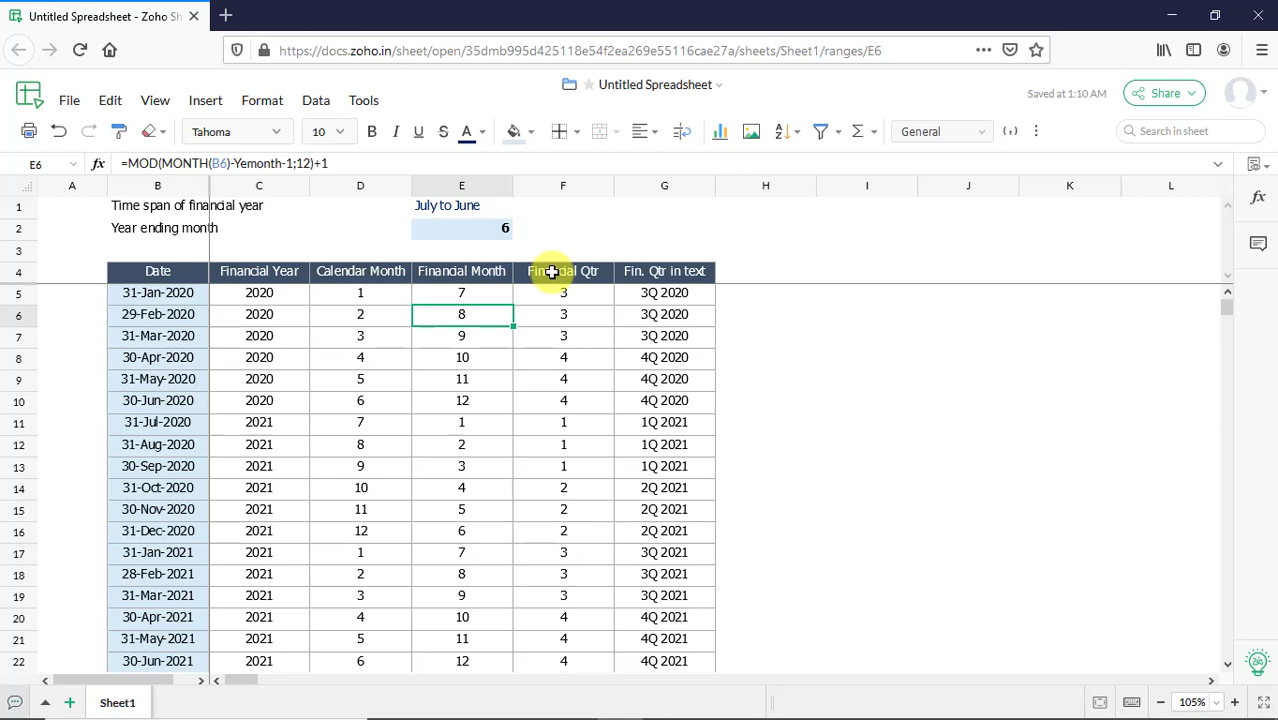 Untitled Spreadsheet - Zoho Sh
https://docs.zoho.in/sheet/open/35dmb995d425118e54f2ea269e55116cae27a/sheets/Sheet1/ranges/E6
Untitled Spreadsheet
File Edit View Insert Format Data Tools
Saved at 1:10 AM
Share
Tahoma 10 B I U S A General Search in sheet
E6 fx =MOD(MONTH(B6)-Yemonth-1;12)+1
A B C D E F G H I J K L
1 Time span of financial year July to June
2 Year ending month 6
3
4 Date Financial Year Calendar Month Financial Month Financial Qtr Fin. Qtr in text
5 31-Jan-2020 2020 1 7 3 3Q 2020
6 29-Feb-2020 2020 2 8 3 3Q 2020
7 31-Mar-2020 2020 3 9 3 3Q 2020
8 30-Apr-2020 2020 4 10 4 4Q 2020
9 31-May-2020 2020 5 11 4 4Q 2020
10 30-Jun-2020 2020 6 12 4 4Q 2020
11 31-Jul-2020 2021 7 1 1 1Q 2021
12 31-Aug-2020 2021 8 2 1 1Q 2021
13 30-Sep-2020 2021 9 3 1 1Q 2021
14 31-Oct-2020 2021 10 4 2 2Q 2021
15 30-Nov-2020 2021 11 5 2 2Q 2021
16 31-Dec-2020 2021 12 6 2 2Q 2021
17 31-Jan-2021 2021 1 7 3 3Q 2021
18 28-Feb-2021 2021 2 8 3 3Q 2021
19 31-Mar-2021 2021 3 9 3 3Q 2021
20 30-Apr-2021 2021 4 10 4 4Q 2021
21 31-May-2021 2021 5 11 4 4Q 2021
22 30-Jun-2021 2021 6 12 4 4Q 2021
Sheet1
105%